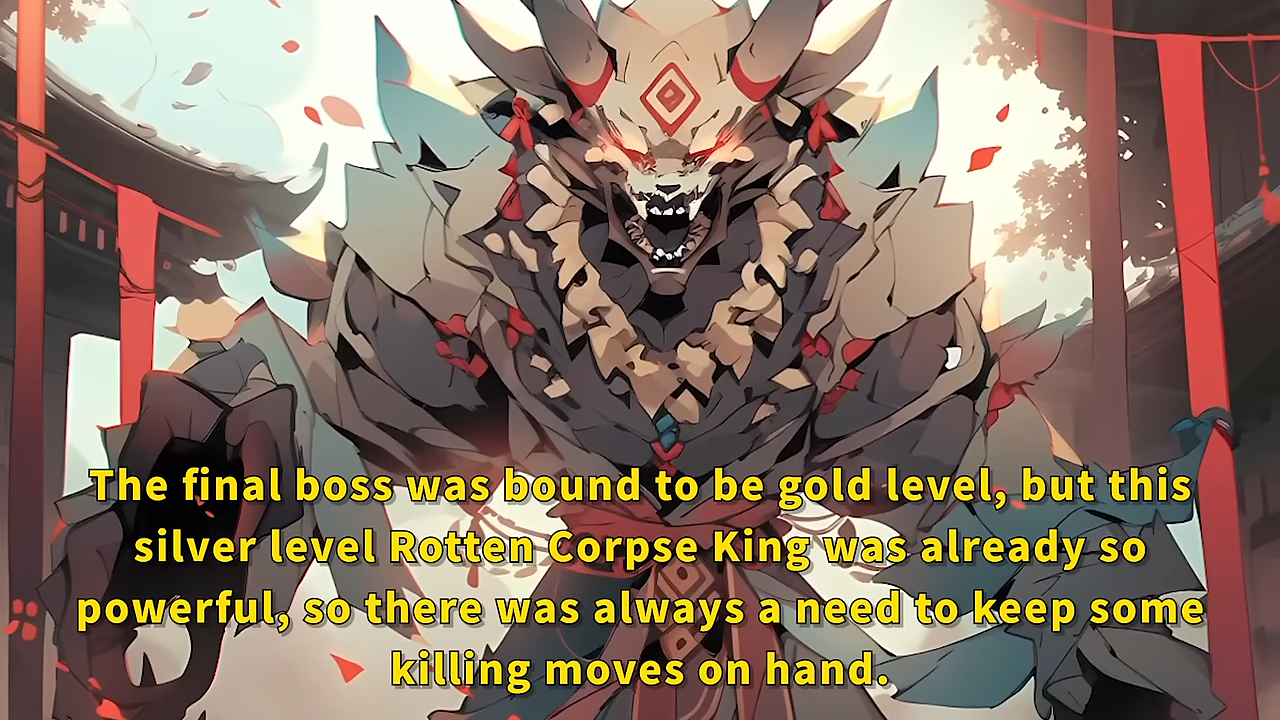 The final boss was bound to be gold level, but this
silver level Rotten Corpse King was already so
powerful, so there was always a need to keep some
killing moves on hand.